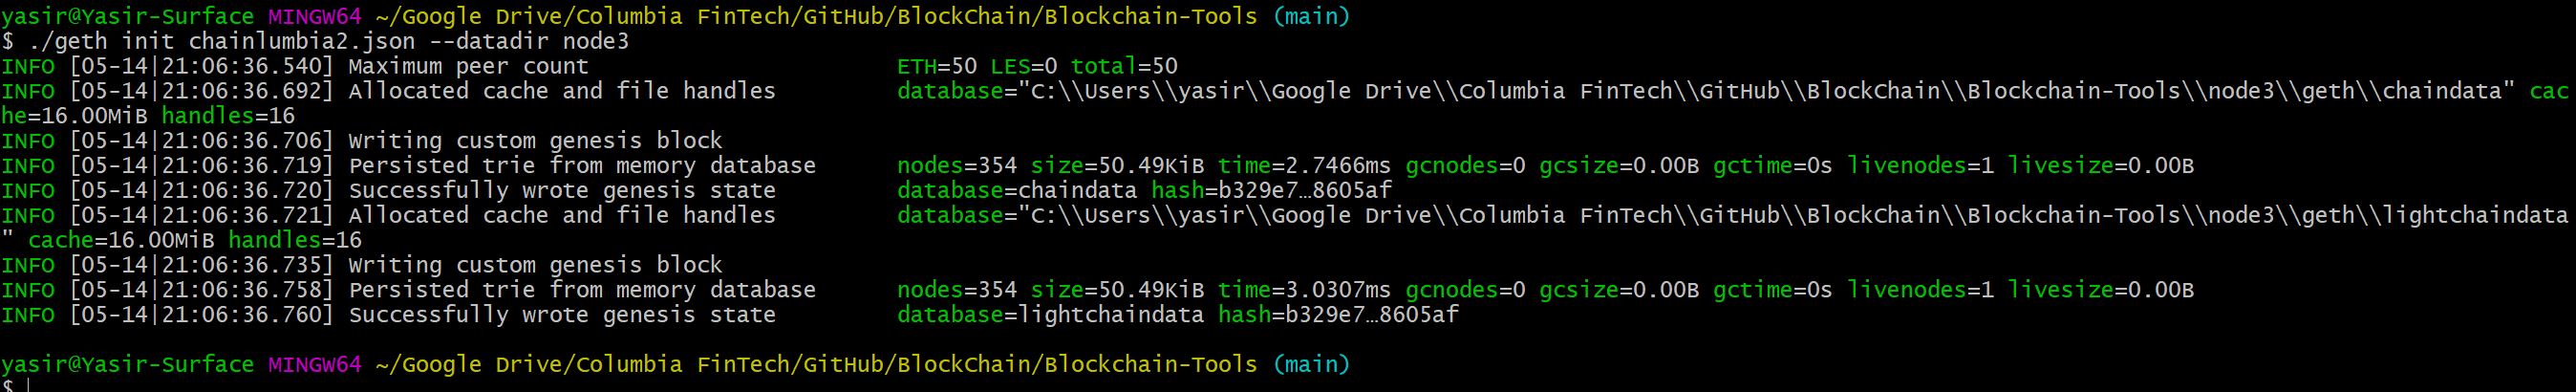 yasir@Yasir-Surface MINGW64 ~/Google Drive/Columbia FinTech/GitHub/BlockChain/Blockchain-Tools (main)
$ ./geth init chainlumbia2.json --datadir node3
INFO [05-14|21:06:36.540] Maximum peer count                       ETH=50 LES=0 total=50
INFO [05-14|21:06:36.692] Allocated cache and file handles         database="C:\\Users\\yasir\\Google Drive\\Columbia FinTech\\GitHub\\BlockChain\\Blockchain-Tools\\node3\\geth\\chaindata" cac
he=16.00MiB handles=16
INFO [05-14|21:06:36.706] Writing custom genesis block
INFO [05-14|21:06:36.719] Persisted trie from memory database      nodes=354 size=50.49KiB time=2.7466ms gcnodes=0 gcsize=0.00B gctime=0s livenodes=1 livesize=0.00B
INFO [05-14|21:06:36.720] Successfully wrote genesis state         database=chaindata hash=b329e7…8605af
INFO [05-14|21:06:36.721] Allocated cache and file handles         database="C:\\Users\\yasir\\Google Drive\\Columbia FinTech\\GitHub\\BlockChain\\Blockchain-Tools\\node3\\geth\\lightchaindata
" cache=16.00MiB handles=16
INFO [05-14|21:06:36.735] Writing custom genesis block
INFO [05-14|21:06:36.758] Persisted trie from memory database      nodes=354 size=50.49KiB time=3.0307ms gcnodes=0 gcsize=0.00B gctime=0s livenodes=1 livesize=0.00B
INFO [05-14|21:06:36.760] Successfully wrote genesis state         database=lightchaindata hash=b329e7…8605af
yasir@Yasir-Surface MINGW64 ~/Google Drive/Columbia FinTech/GitHub/BlockChain/Blockchain-Tools (main)
$